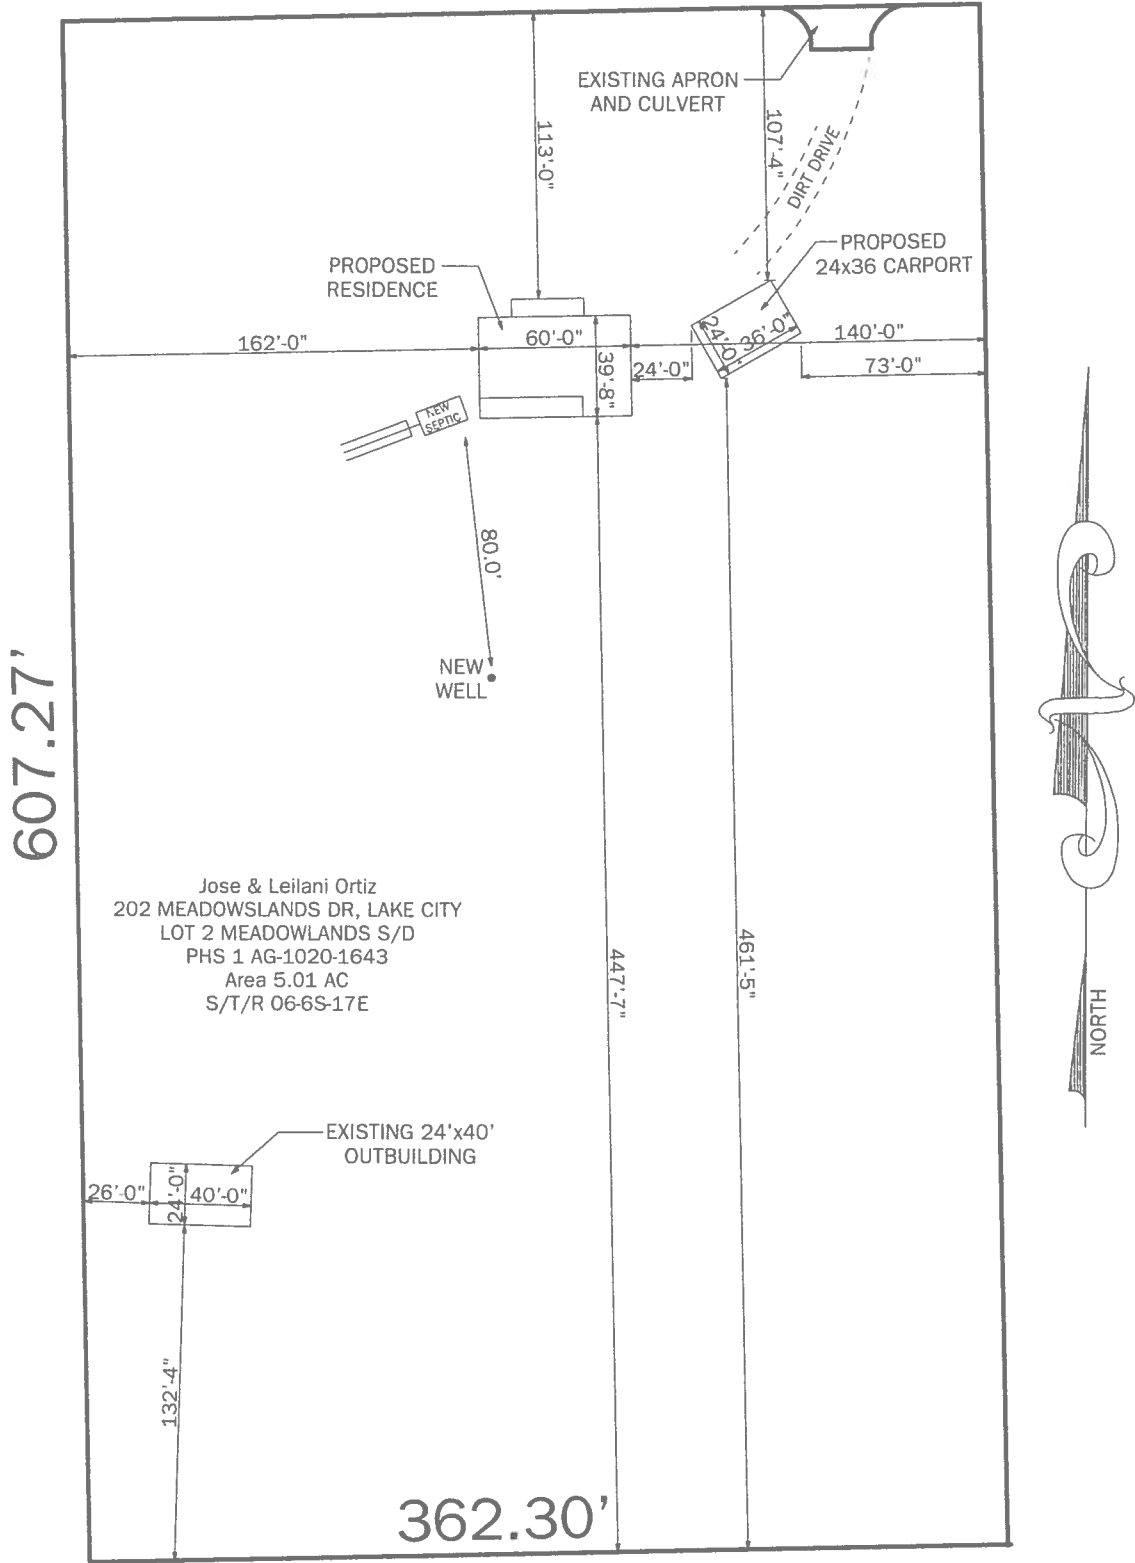 EXISTING APRON
AND CULVERT
113'-0"
107'-4"
DIRT DRIVE
PROPOSED
24x36 CARPORT
PROPOSED
RESIDENCE
162'-0"
60'-0"
39'-8"
24'-0"
24'-0"
36'-0"
140'-0"
73'-0"
NEW
SEPTIC
80.0'
NEW
WELL
607.27'
Jose & Leilani Ortiz
202 MEADOWSLANDS DR, LAKE CITY
LOT 2 MEADOWLANDS S/D
PHS 1 AG-1020-1643
Area 5.01 AC
S/T/R 06-6S-17E
447'-7"
461'-5"
NORTH
EXISTING 24'x40'
OUTBUILDING
26'-0"
24'-0"
40'-0"
132'-4"
362.30'